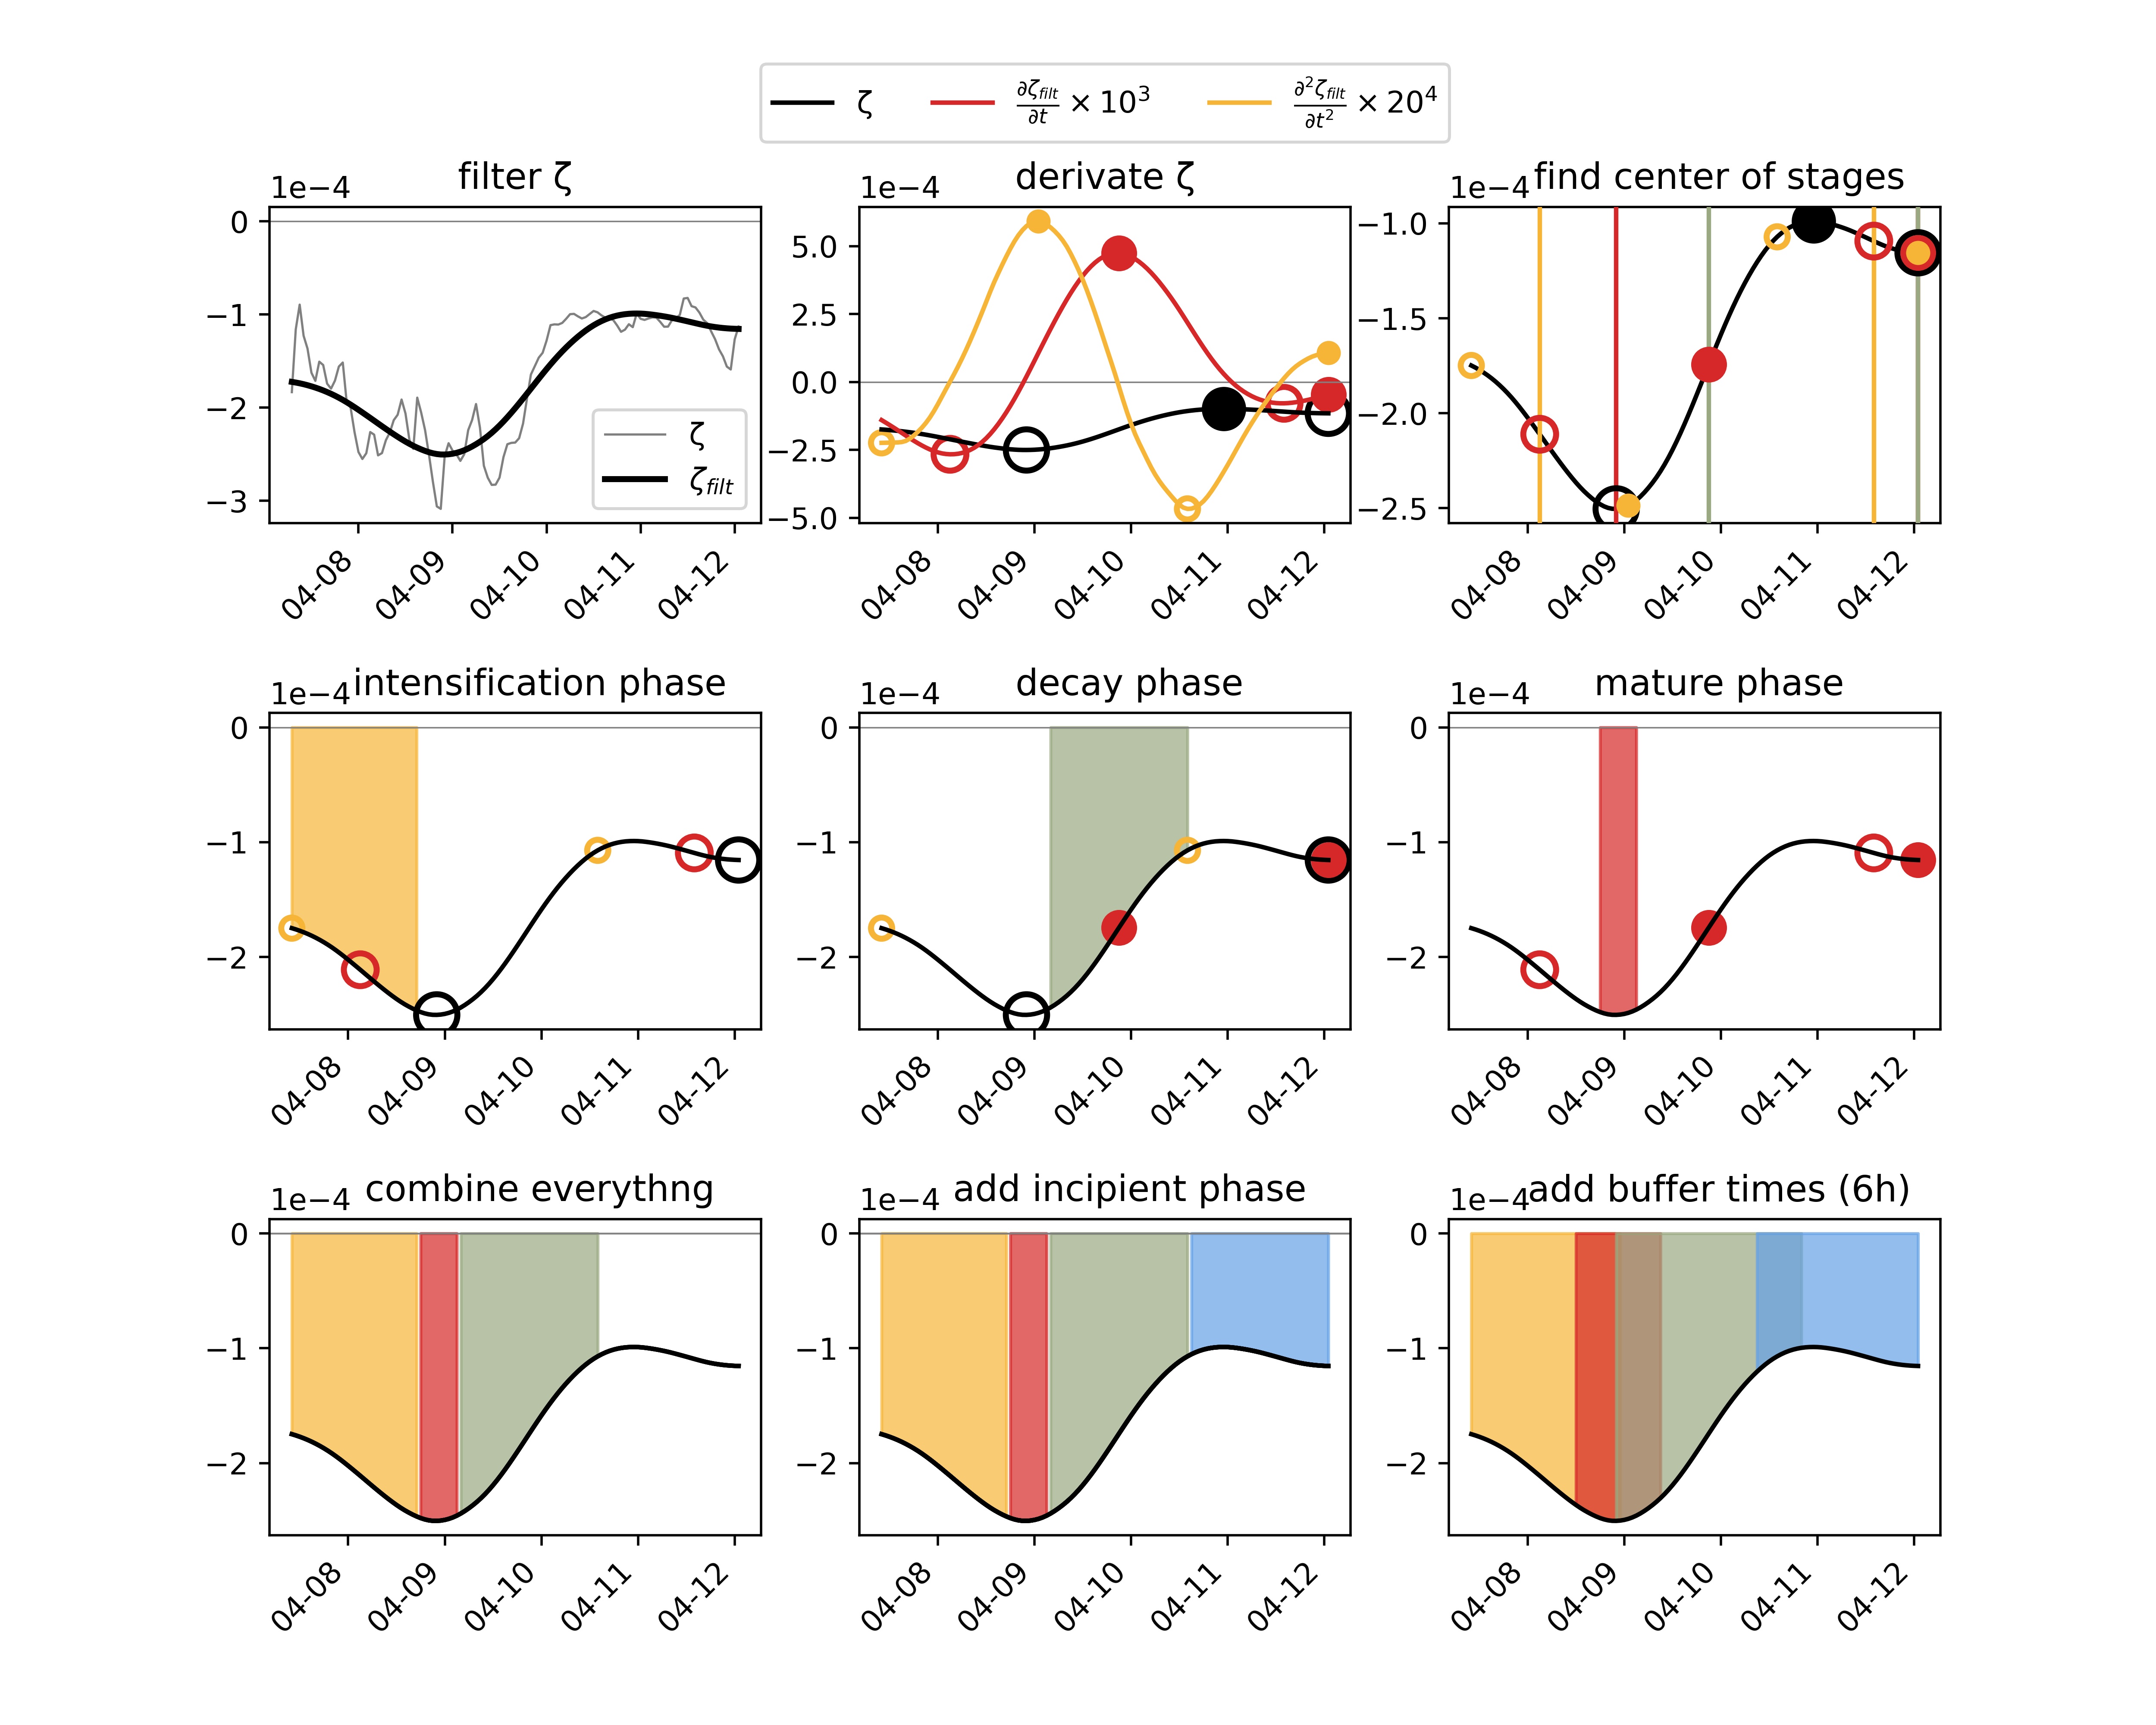 ζ ∂ζfilt/∂t × 10³ ∂²ζfilt/∂t² × 20⁴
filter ζ
1e−4
0
−1
−2
−3
ζ
ζfilt
04-08 04-09 04-10 04-11 04-12
derivate ζ
1e−4
5.0
2.5
0.0
−2.5
−5.0
04-08 04-09 04-10 04-11 04-12
find center of stages
1e−4
−1.0
−1.5
−2.0
−2.5
04-08 04-09 04-10 04-11 04-12
intensification phase
1e−4
0
−1
−2
04-08 04-09 04-10 04-11 04-12
decay phase
1e−4
0
−1
−2
04-08 04-09 04-10 04-11 04-12
mature phase
1e−4
0
−1
−2
04-08 04-09 04-10 04-11 04-12
combine everythng
1e−4
0
−1
−2
04-08 04-09 04-10 04-11 04-12
add incipient phase
1e−4
0
−1
−2
04-08 04-09 04-10 04-11 04-12
add buffer times (6h)
1e−4
0
−1
−2
04-08 04-09 04-10 04-11 04-12